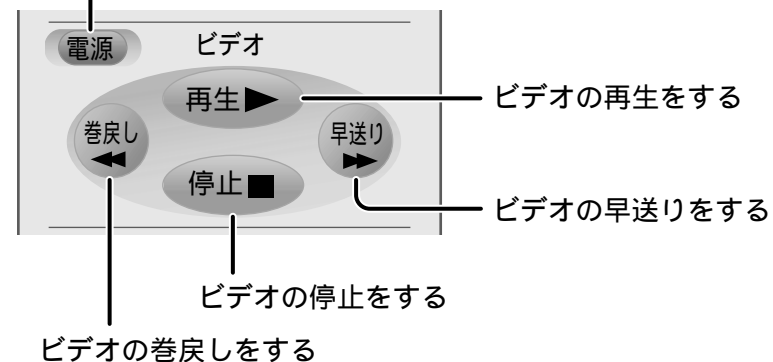 電源
ビデオ
再生▶
巻戻し
◀◀
早送り
▶▶
停止■
ビデオの再生をする
ビデオの早送りをする
ビデオの停止をする
ビデオの巻戻しをする